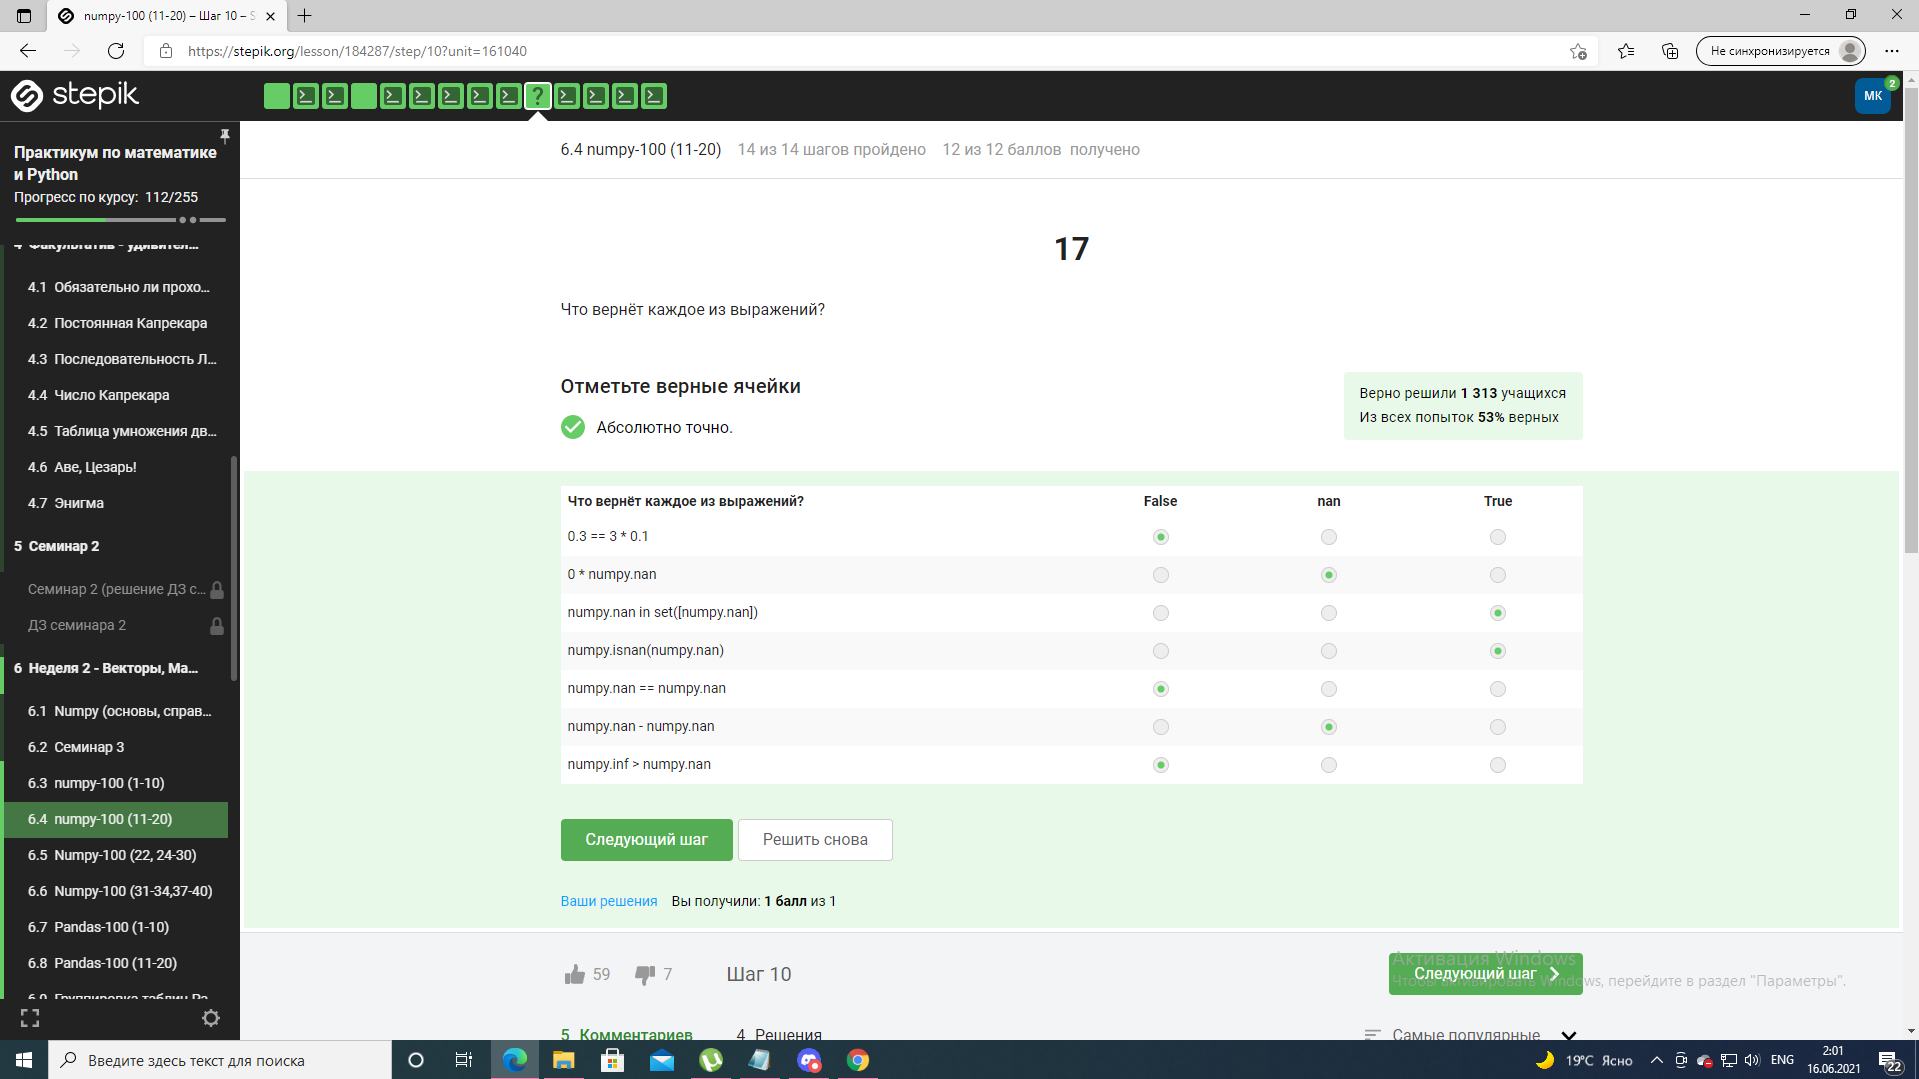 numpy-100 (11-20) – Шаг 10 – S
https://stepik.org/lesson/184287/step/10?unit=161040
Не синхронизируется
stepik
МК
2
Практикум по математике
и Python
Прогресс по курсу: 112/255
4 Факультатив - удивител...
4.1 Обязательно ли прохо...
4.2 Постоянная Капрекара
4.3 Последовательность Л...
4.4 Число Капрекара
4.5 Таблица умножения дв...
4.6 Аве, Цезарь!
4.7 Энигма
5 Семинар 2
Семинар 2 (решение ДЗ с...
ДЗ семинара 2
6 Неделя 2 - Векторы, Ма...
6.1 Numpy (основы, справ...
6.2 Семинар 3
6.3 numpy-100 (1-10)
6.4 numpy-100 (11-20)
6.5 Numpy-100 (22, 24-30)
6.6 Numpy-100 (31-34,37-40)
6.7 Pandas-100 (1-10)
6.8 Pandas-100 (11-20)
6.9 Группировка таблиц Pa...
6.4 numpy-100 (11-20) 14 из 14 шагов пройдено 12 из 12 баллов получено
17
Что вернёт каждое из выражений?
Отметьте верные ячейки
Абсолютно точно.
Верно решили 1 313 учащихся
Из всех попыток 53% верных
Что вернёт каждое из выражений? False nan True
0.3 == 3 * 0.1
0 * numpy.nan
numpy.nan in set([numpy.nan])
numpy.isnan(numpy.nan)
numpy.nan == numpy.nan
numpy.nan - numpy.nan
numpy.inf > numpy.nan
Следующий шаг Решить снова
Ваши решения Вы получили: 1 балл из 1
59 7 Шаг 10
Следующий шаг
Активация Windows
Чтобы активировать Windows, перейдите в раздел "Параметры".
5 Комментариев 4 Решения Самые популярные
Введите здесь текст для поиска
19°C Ясно
ENG
2:01
16.06.2021
22